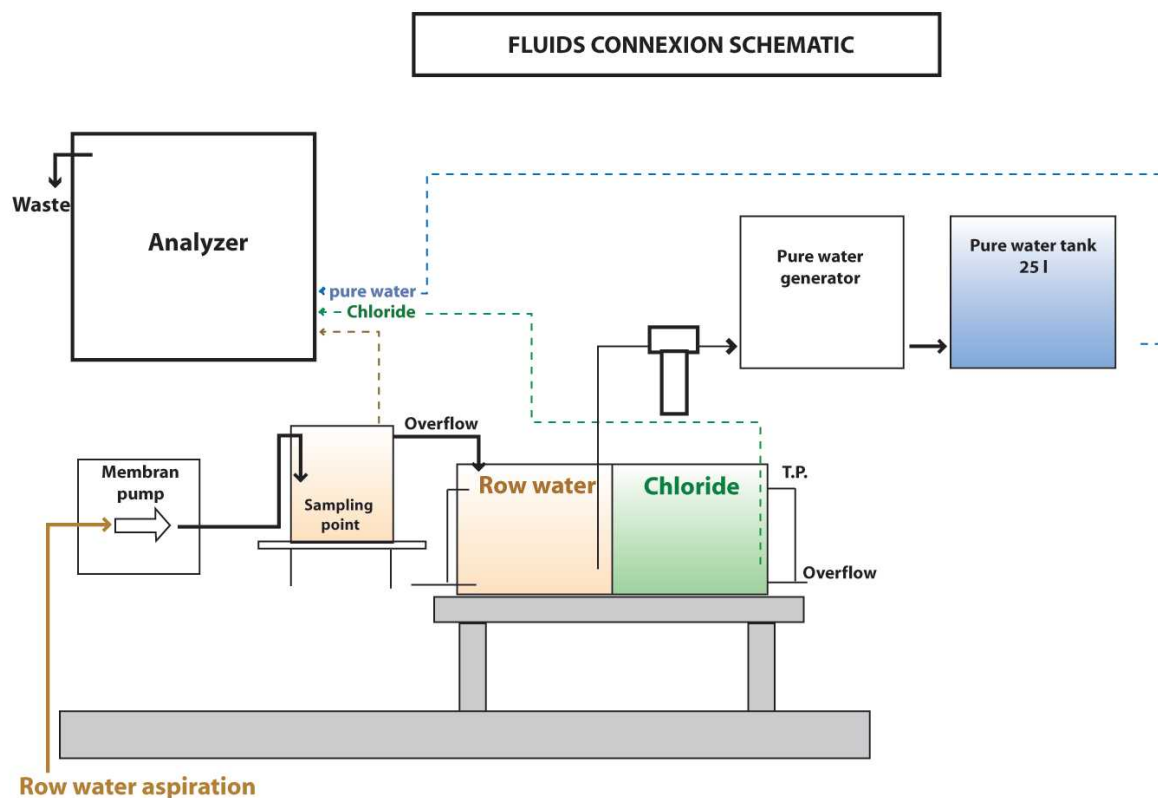 FLUIDS CONNEXION SCHEMATIC
Waste
Analyzer
pure water
Chloride
Pure water
generator
Pure water tank
25 l
Membran
pump
Overflow
Sampling
point
Row water
Chloride
T.P.
Overflow
Row water aspiration